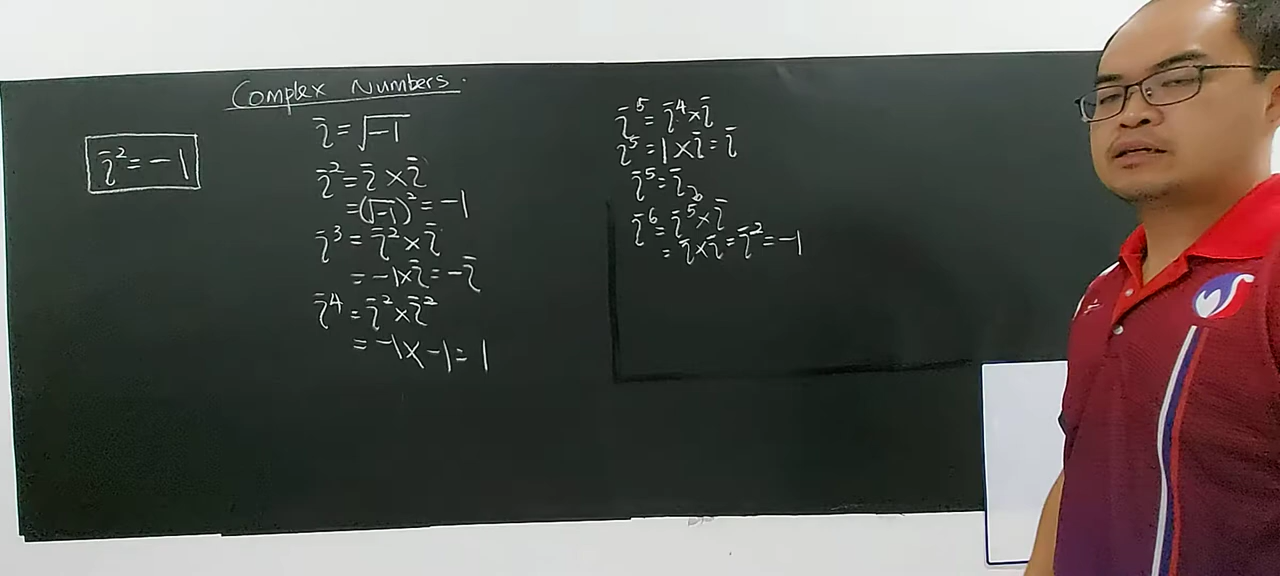 Complex Numbers.
i² = -1
i = √-1
i² = i × i
= (√-1)² = -1
i³ = i² × i
= -1 × i = -i
i⁴ = i² × i²
= -1 × -1 = 1
i⁵ = i⁴ × i
i⁵ = 1 × i = i
i⁵ = i
i⁶ = i⁵ × i
= i × i = i² = -1